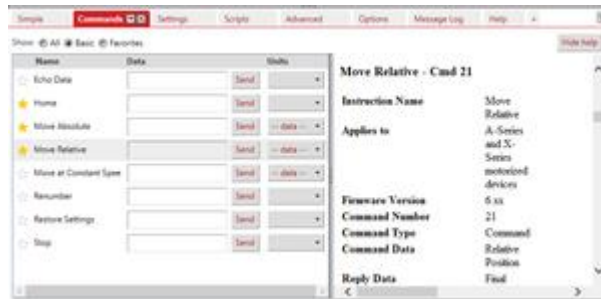 Simple Commands Settings Scripts Advanced Options Message Log Help +
Show: All Basic Favorites Hide help
Name Data Units
Echo Data Send
Home Send
Move Absolute Send -- data --
Move Relative Send -- data --
Move at Constant Spee Send -- data --
Renumber Send
Restore Settings Send
Stop Send
Move Relative - Cmd 21
Instruction Name Move
Relative
Applies to A-Series
and X-
Series
motorized
devices
Firmware Version 6.xx
Command Number 21
Command Type Command
Command Data Relative
Position
Reply Data Final